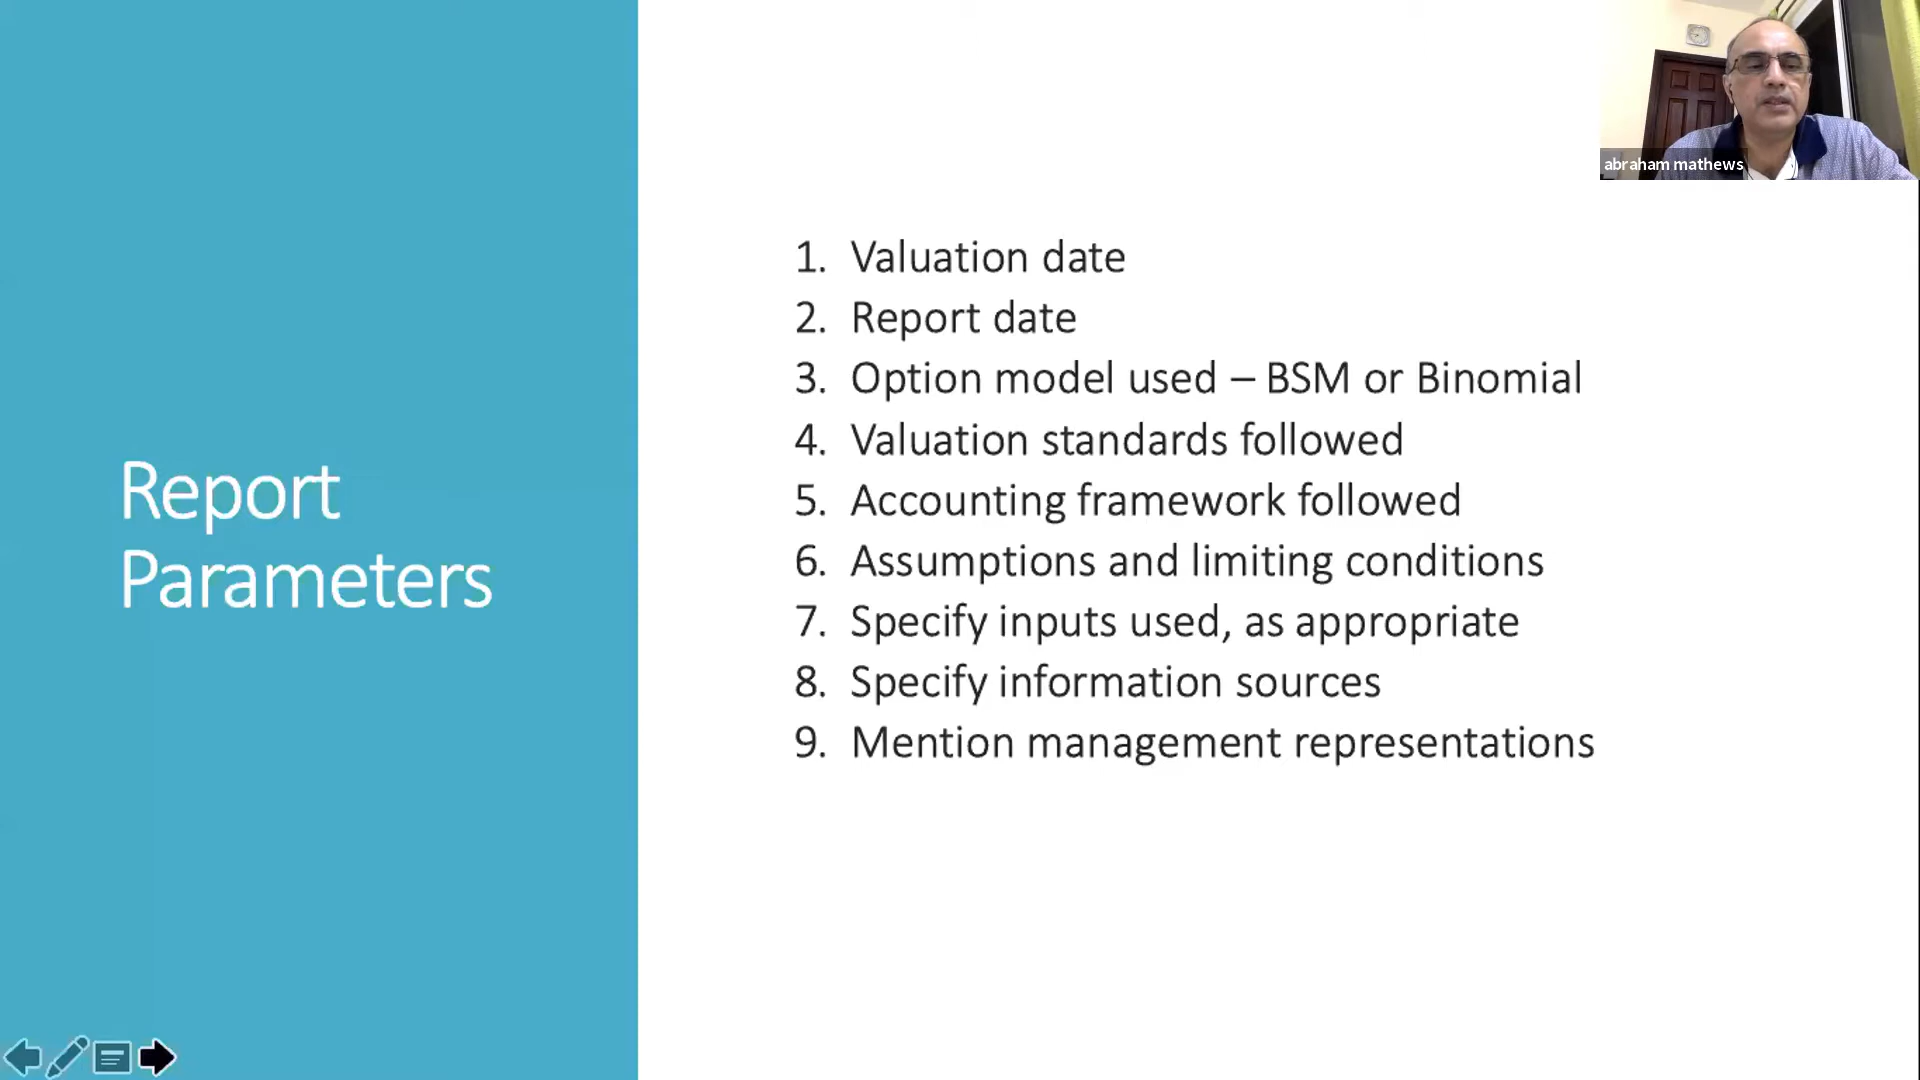 abraham mathews
Report
Parameters
1. Valuation date
2. Report date
3. Option model used – BSM or Binomial
4. Valuation standards followed
5. Accounting framework followed
6. Assumptions and limiting conditions
7. Specify inputs used, as appropriate
8. Specify information sources
9. Mention management representations